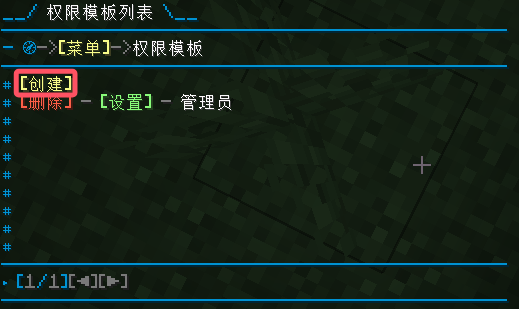 __/ 权限模板列表 \__
— ->[菜单]->权限模板
# [创建]
# [删除] - [设置] - 管理员
#
#
#
#
#
#
#
#
[1/1][◄][►]